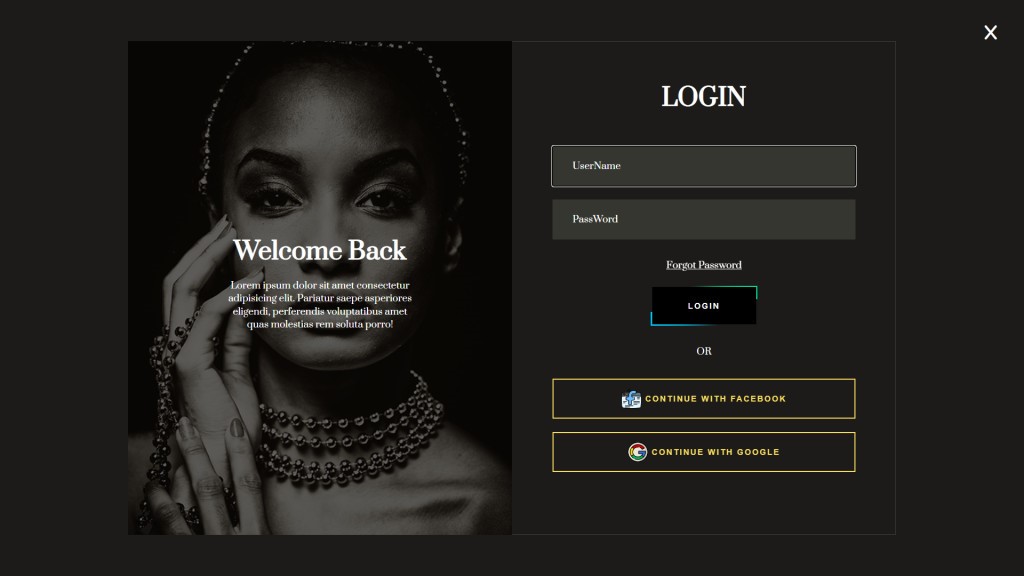 X
Welcome Back
Lorem ipsum dolor sit amet consectetur
adipisicing elit. Pariatur saepe asperiores
eligendi, perferendis voluptatibus amet
quas molestias rem soluta porro!
LOGIN
UserName
PassWord
Forgot Password
LOGIN
OR
CONTINUE WITH FACEBOOK
CONTINUE WITH GOOGLE